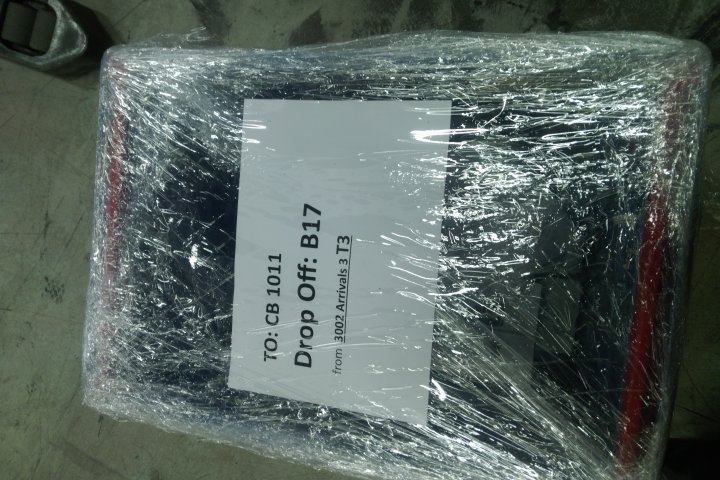 TO: CB 1011
Drop Off: B17
from 3002 Arrivals 3 T3